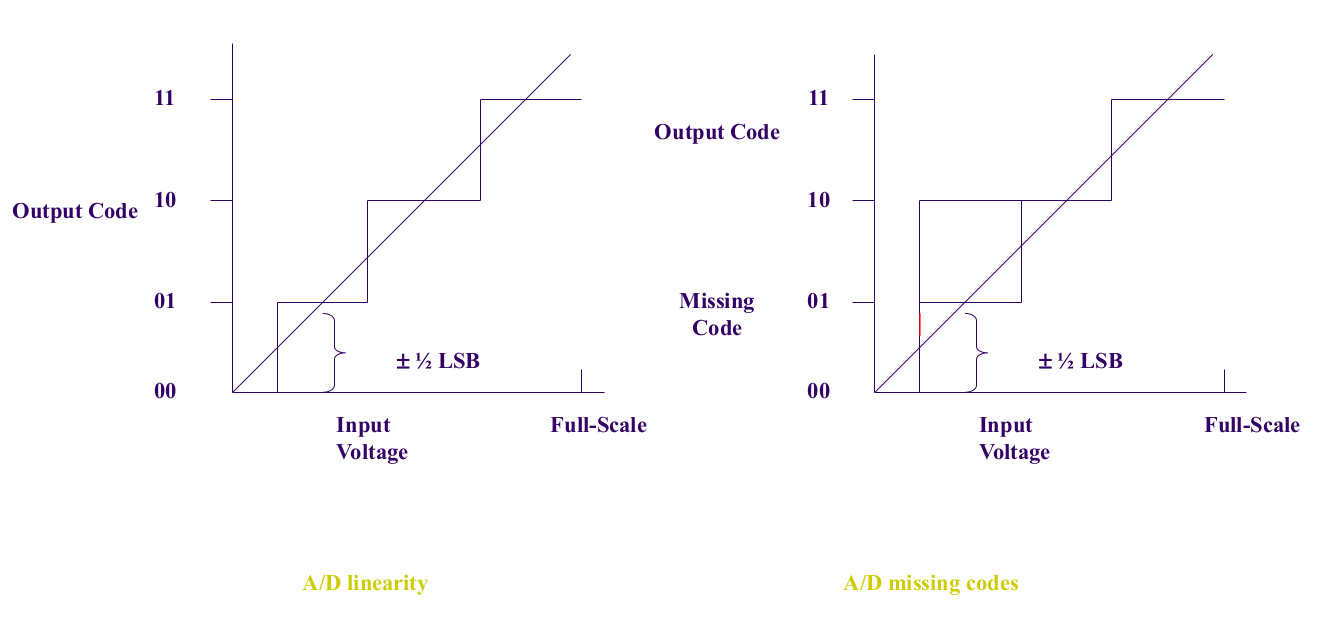 11
10
Output Code
01
00
± ½ LSB
Input
Voltage
Full-Scale
A/D linearity
11
Output Code
10
Missing
Code
01
00
± ½ LSB
Input
Voltage
Full-Scale
A/D missing codes